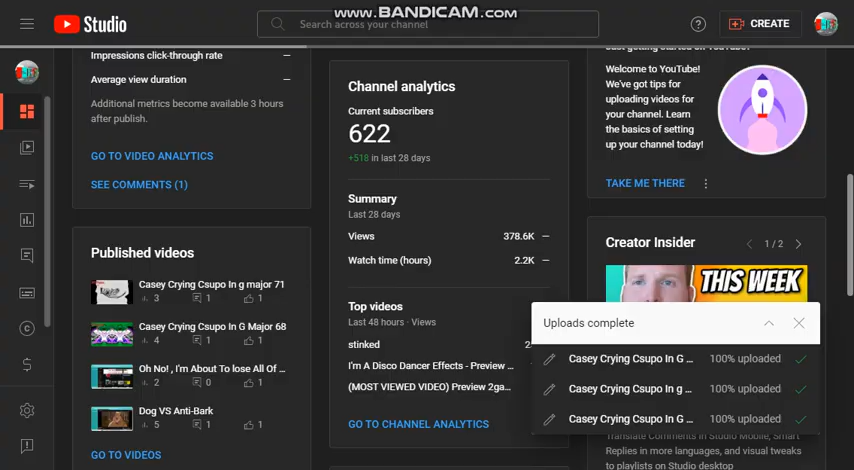 www.BANDICAM.com
Studio
Search across your channel
CREATE
Impressions click-through rate –
Average view duration –
Additional metrics become available 3 hours
after publish.
GO TO VIDEO ANALYTICS
SEE COMMENTS (1)
Published videos
Casey Crying Csupo In g major 71
3 1 1
Casey Crying Csupo In G Major 68
4 1 1
Oh No! , I'm About To lose All Of ...
2 0 1
Dog VS Anti-Bark
5 1 1
GO TO VIDEOS
Channel analytics
Current subscribers
622
+518 in last 28 days
Summary
Last 28 days
Views 378.6K –
Watch time (hours) 2.2K –
Top videos
Last 48 hours · Views
stinked
I'm A Disco Dancer Effects - Preview ...
(MOST VIEWED VIDEO) Preview 2ga...
GO TO CHANNEL ANALYTICS
Welcome to YouTube!
We've got tips for
uploading videos for
your channel. Learn
the basics of setting
up your channel today!
TAKE ME THERE
Creator Insider
1 / 2
THIS WEEK
Uploads complete
Casey Crying Csupo In G ... 100% uploaded
Casey Crying Csupo In g ... 100% uploaded
Casey Crying Csupo In G ... 100% uploaded
Translate Comments in Studio Mobile, Smart
Replies in more languages, and visual tweaks
to playlists on Studio desktop